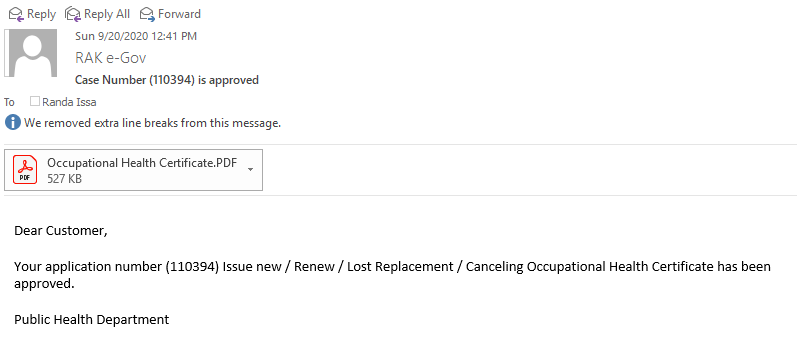 Reply Reply All Forward
Sun 9/20/2020 12:41 PM
RAK e-Gov
Case Number (110394) is approved
To Randa Issa
We removed extra line breaks from this message.
Occupational Health Certificate.PDF
PDF
527 KB
Dear Customer,
Your application number (110394) Issue new / Renew / Lost Replacement / Canceling Occupational Health Certificate has been
approved.
Public Health Department